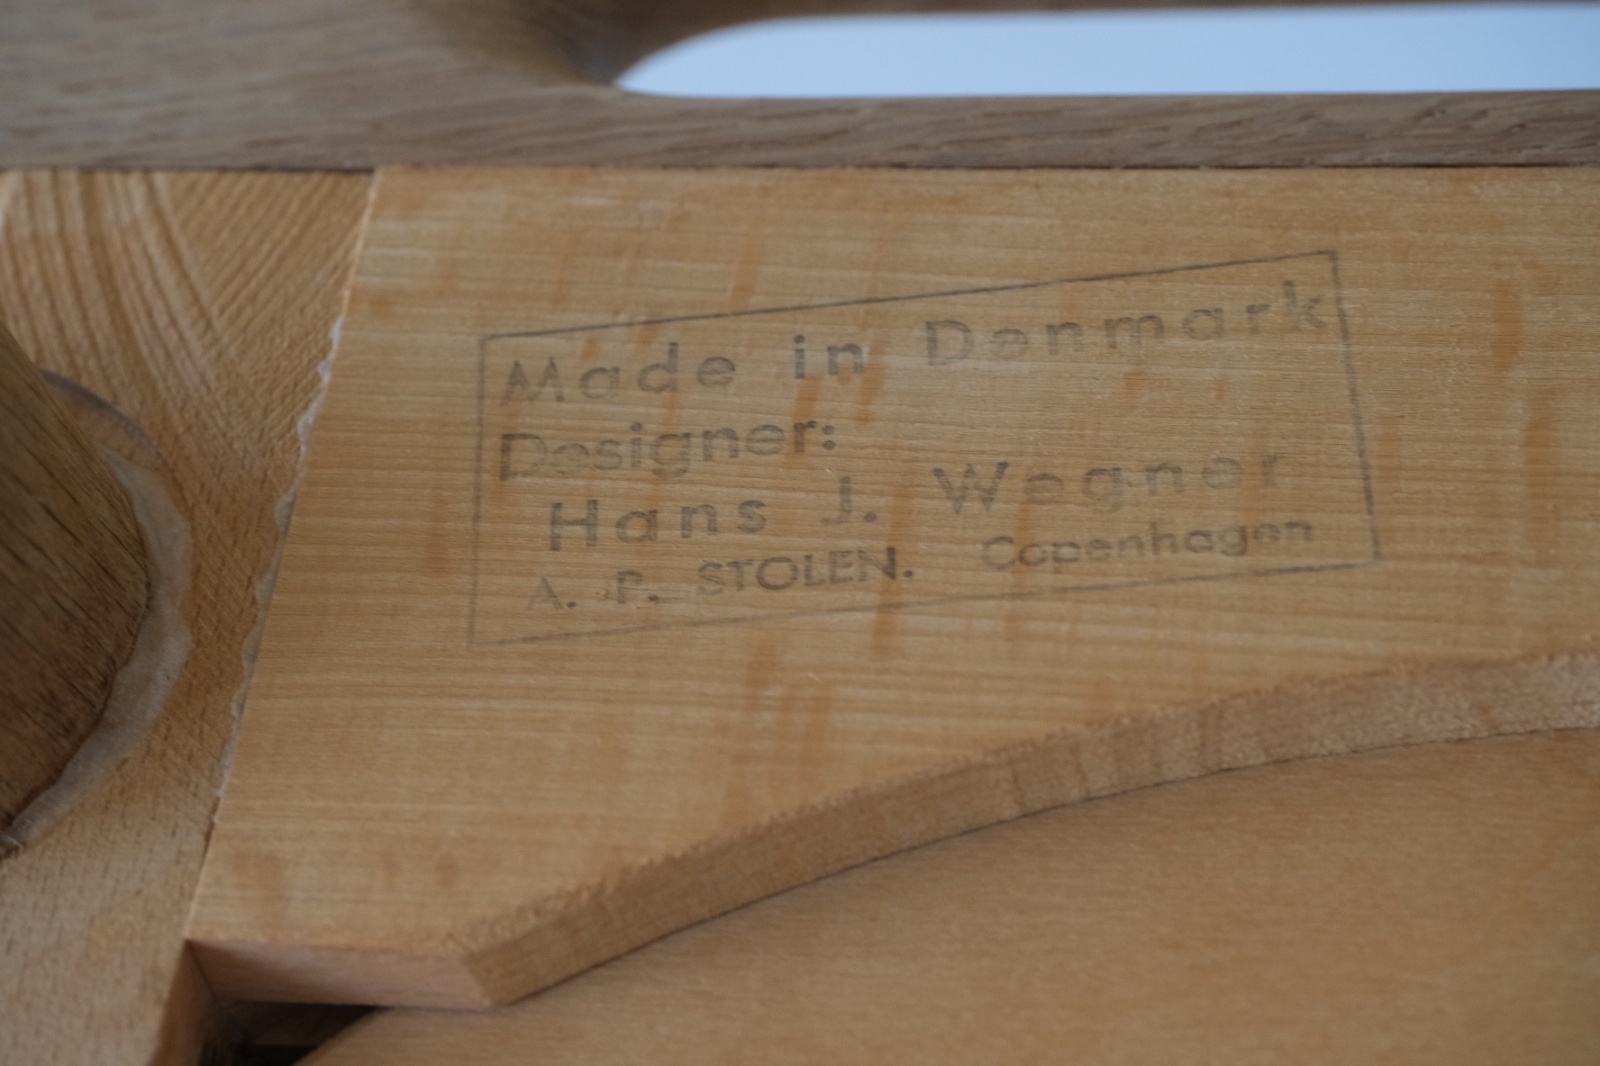 Made in Denmark
Designer:
Hans J. Wegner
A. P. STOLEN. Copenhagen